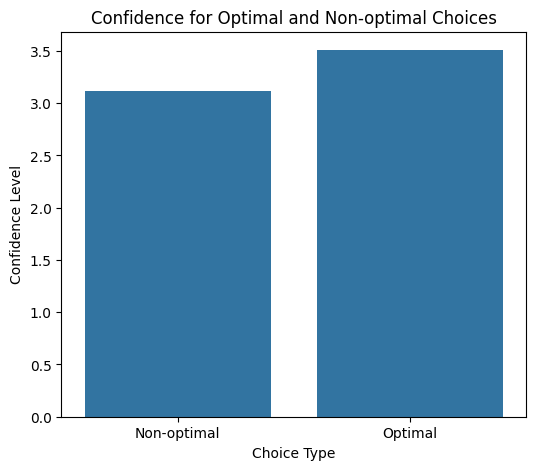 Confidence for Optimal and Non-optimal Choices
3.5
3.0
2.5
2.0
1.5
1.0
0.5
0.0
Confidence Level
Non-optimal
Optimal
Choice Type